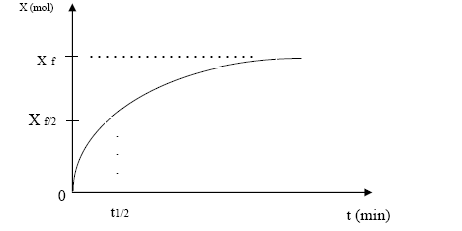 X (mol)
X f
X f/2
0
t1/2
t (min)